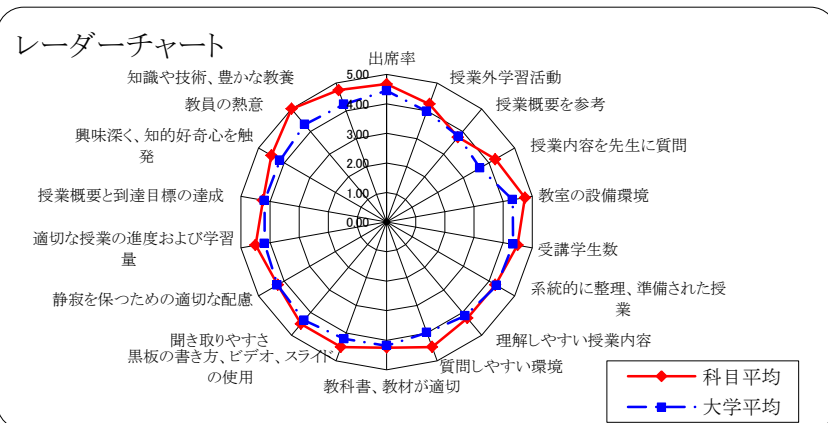 レーダーチャート
出席率
授業外学習活動
授業概要を参考
授業内容を先生に質問
教室の設備環境
受講学生数
系統的に整理、準備された授
業
理解しやすい授業内容
質問しやすい環境
教科書、教材が適切
黒板の書き方、ビデオ、スライド
の使用
聞き取りやすさ
静寂を保つための適切な配慮
適切な授業の進度および学習
量
授業概要と到達目標の達成
興味深く、知的好奇心を触
発
教員の熱意
知識や技術、豊かな教養
5.00
4.00
3.00
2.00
1.00
0.00
科目平均
大学平均